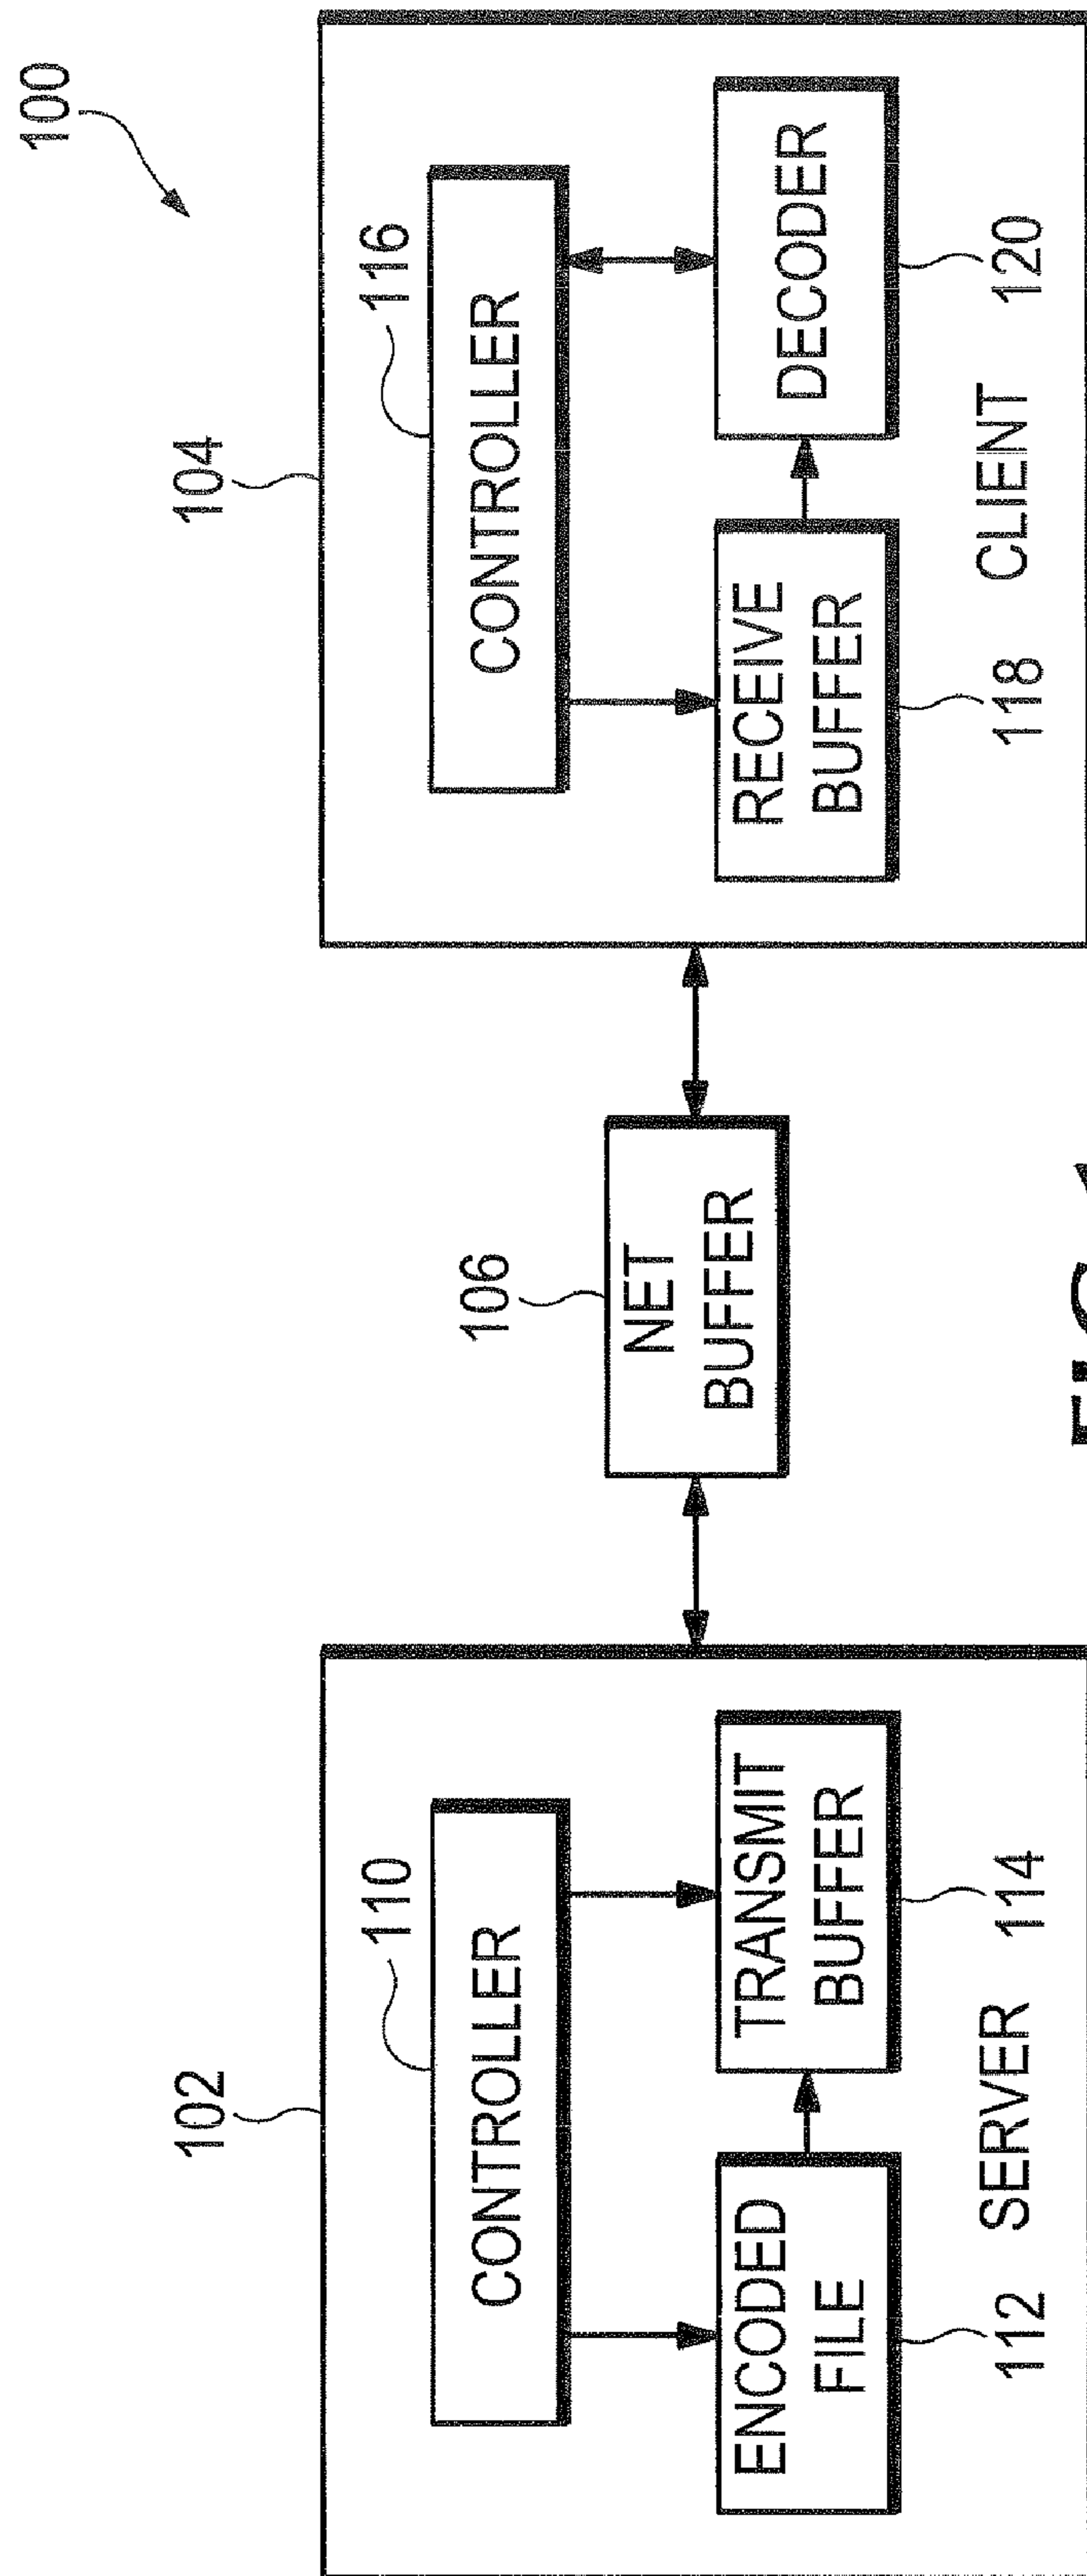 100
102
104
110
CONTROLLER
ENCODED
FILE
TRANSMIT
BUFFER
112
SERVER
114
106
NET
BUFFER
116
CONTROLLER
RECEIVE
BUFFER
DECODER
118
CLIENT
120